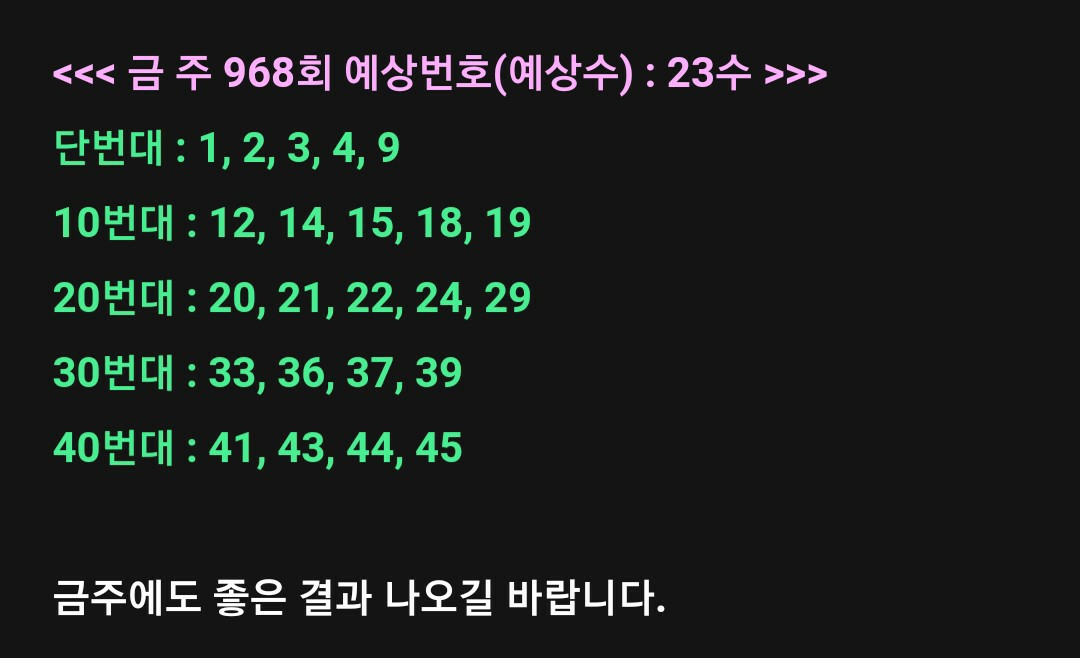 <<< 금 주 968회 예상번호(예상수) : 23수 >>>
단번대 : 1, 2, 3, 4, 9
10번대 : 12, 14, 15, 18, 19
20번대 : 20, 21, 22, 24, 29
30번대 : 33, 36, 37, 39
40번대 : 41, 43, 44, 45
금주에도 좋은 결과 나오길 바랍니다.